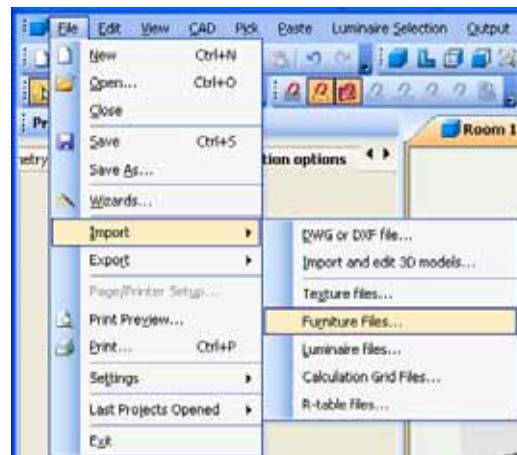 File Edit View CAD Pick Paste Luminaire Selection Output
New Ctrl+N
Open... Ctrl+O
Close
Save Ctrl+S
Save As...
Wizards...
Import
Export
Page/Printer Setup...
Print Preview...
Print... Ctrl+P
Settings
Last Projects Opened
Exit
Pr
Room 1
etry
tion options
DWG or DXF file...
Import and edit 3D models...
Texture files...
Furniture Files...
Luminaire files...
Calculation Grid Files...
R-table files...